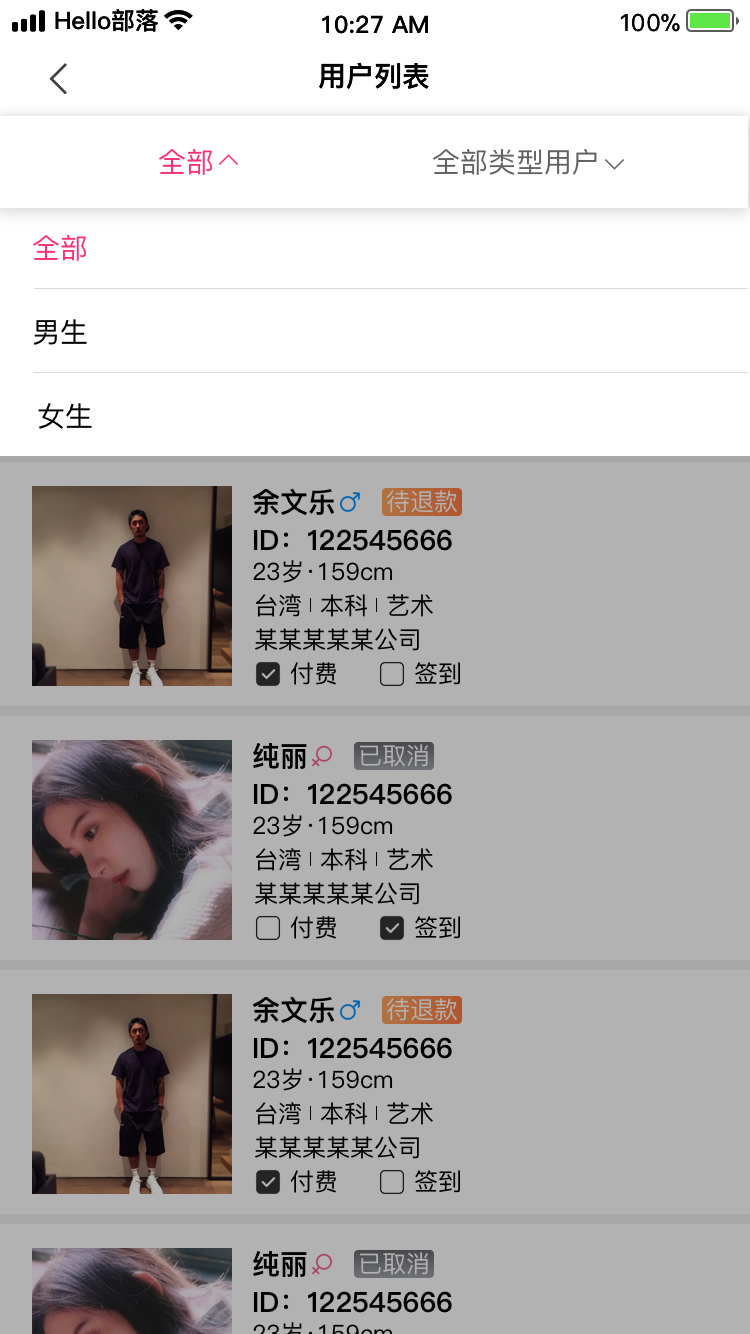 Hello部落 10:27 AM 100%
用户列表
全部 全部类型用户
全部
男生
女生
余文乐 待退款
ID：122545666
23岁·159cm
台湾 | 本科 | 艺术
某某某某某公司
付费 签到
纯丽 已取消
ID：122545666
23岁·159cm
台湾 | 本科 | 艺术
某某某某某公司
付费 签到
余文乐 待退款
ID：122545666
23岁·159cm
台湾 | 本科 | 艺术
某某某某某公司
付费 签到
纯丽 已取消
ID：122545666
23岁·159cm